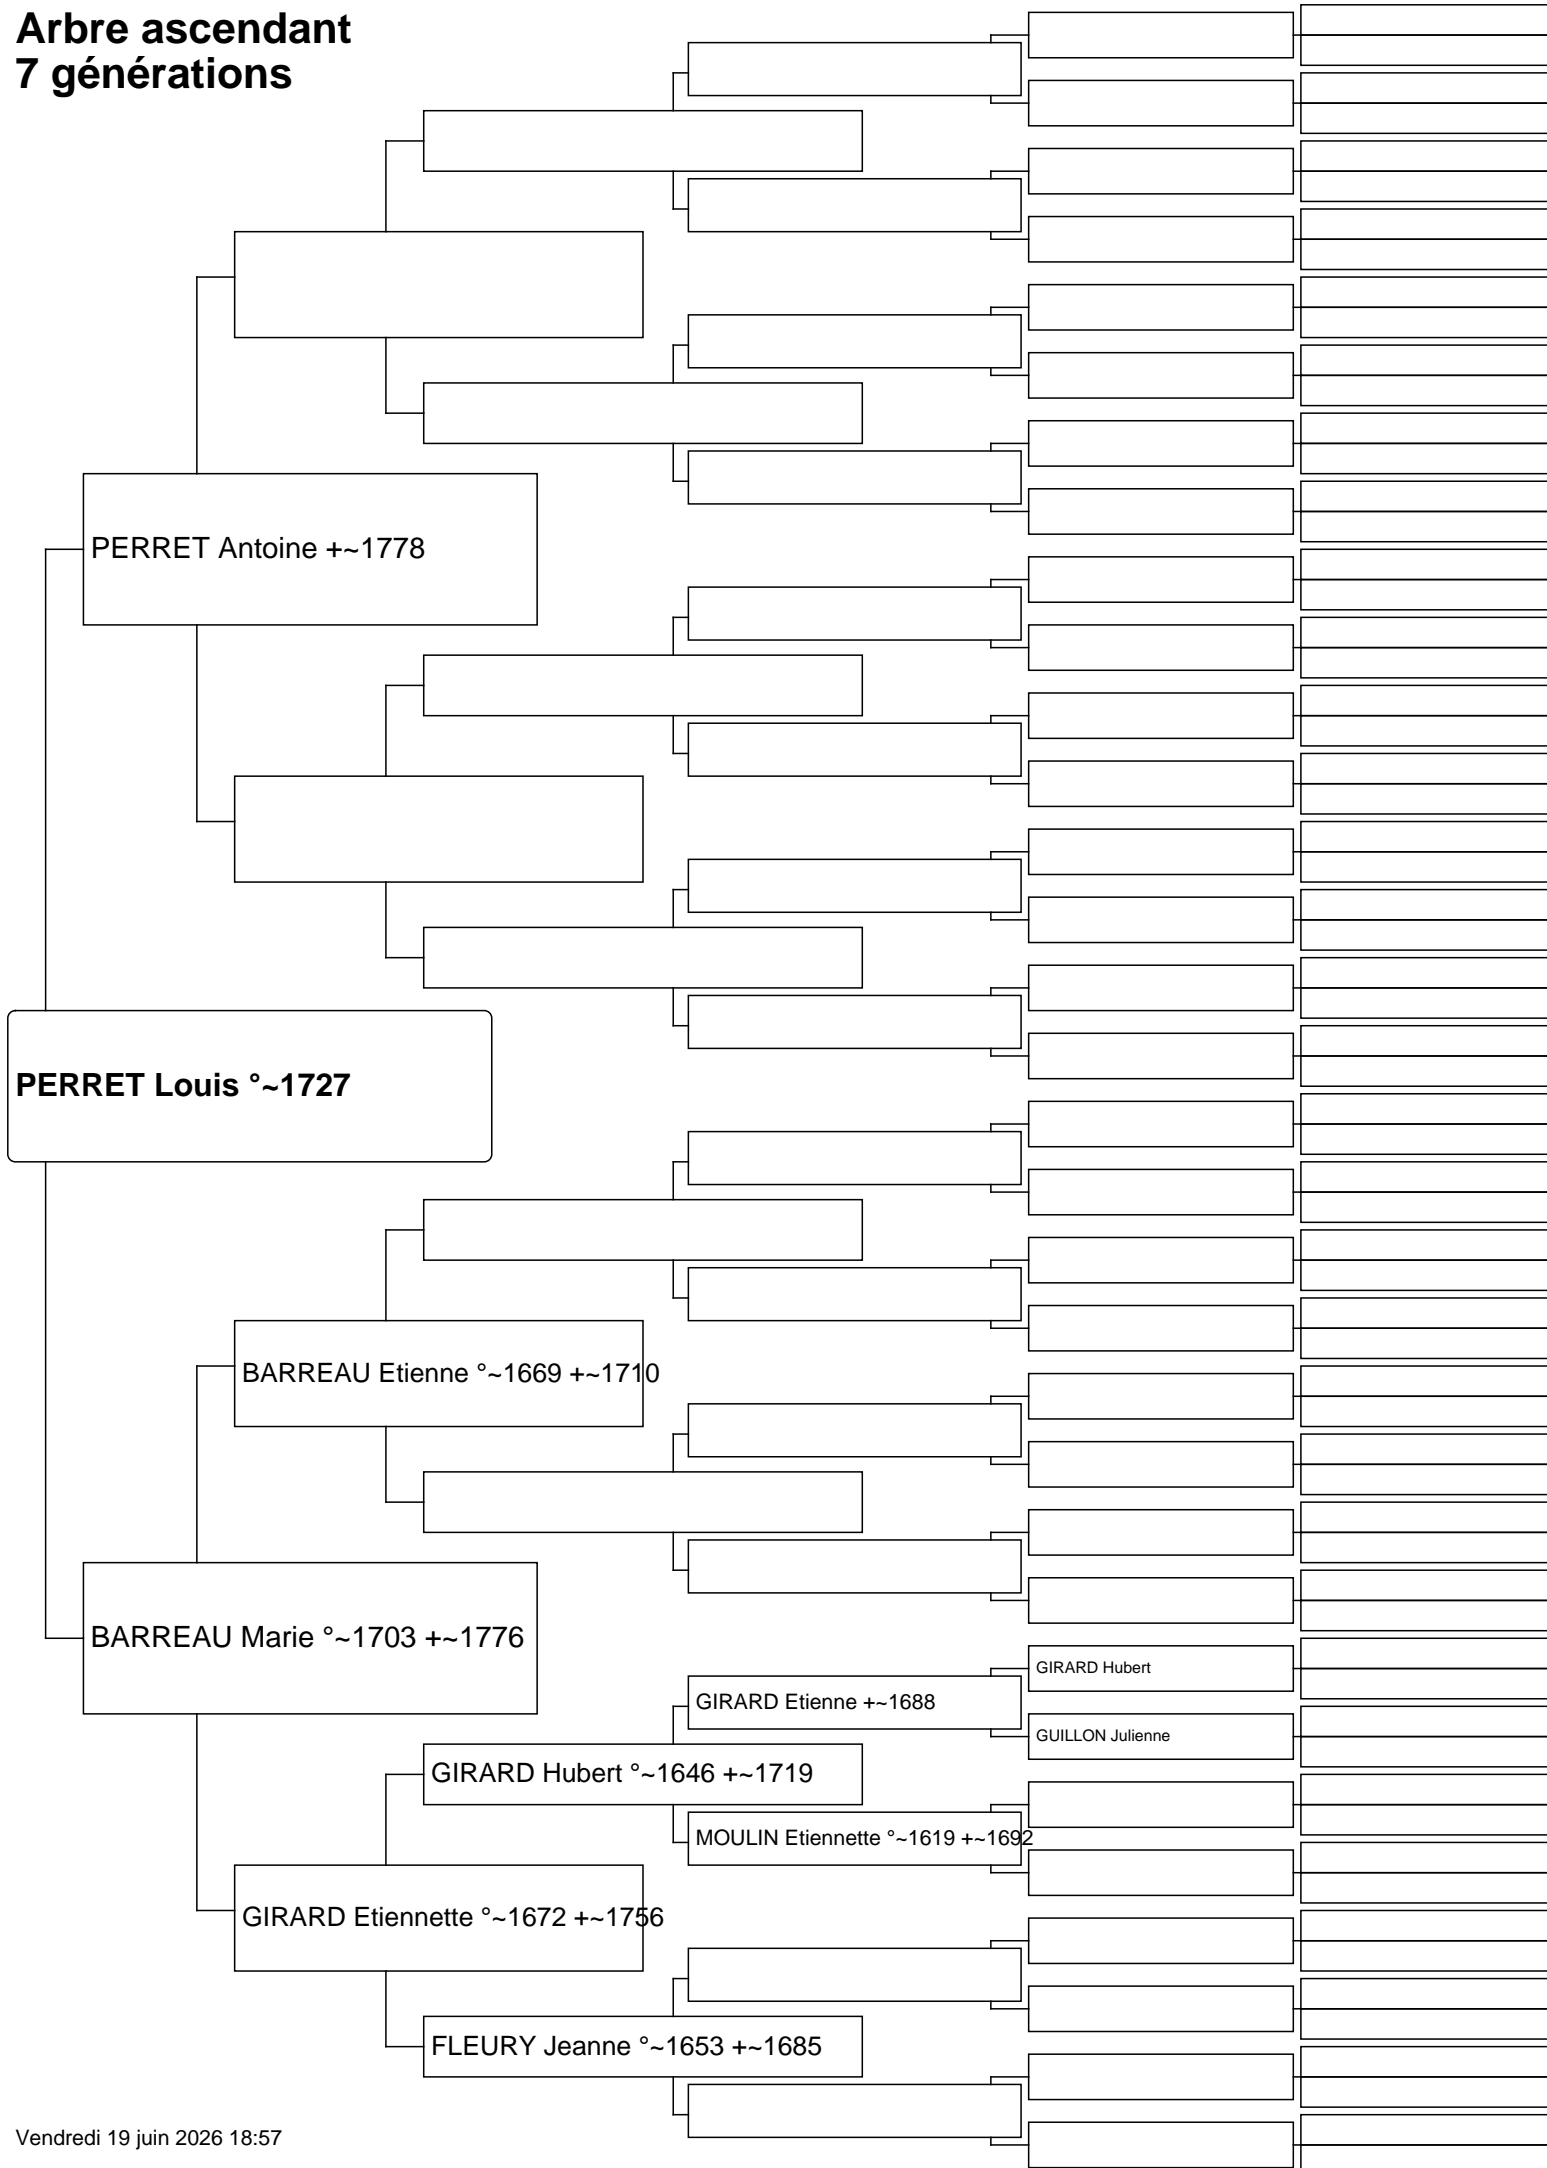 Arbre ascendant
7 générations
PERRET Antoine +~1778
PERRET Louis °~1727
BARREAU Etienne °~1669 +~1710
BARREAU Marie °~1703 +~1776
GIRARD Hubert
GIRARD Etienne +~1688
GUILLON Julienne
GIRARD Hubert °~1646 +~1719
MOULIN Etiennette °~1619 +~1692
GIRARD Etiennette °~1672 +~1756
FLEURY Jeanne °~1653 +~1685
Vendredi 19 juin 2026 18:57